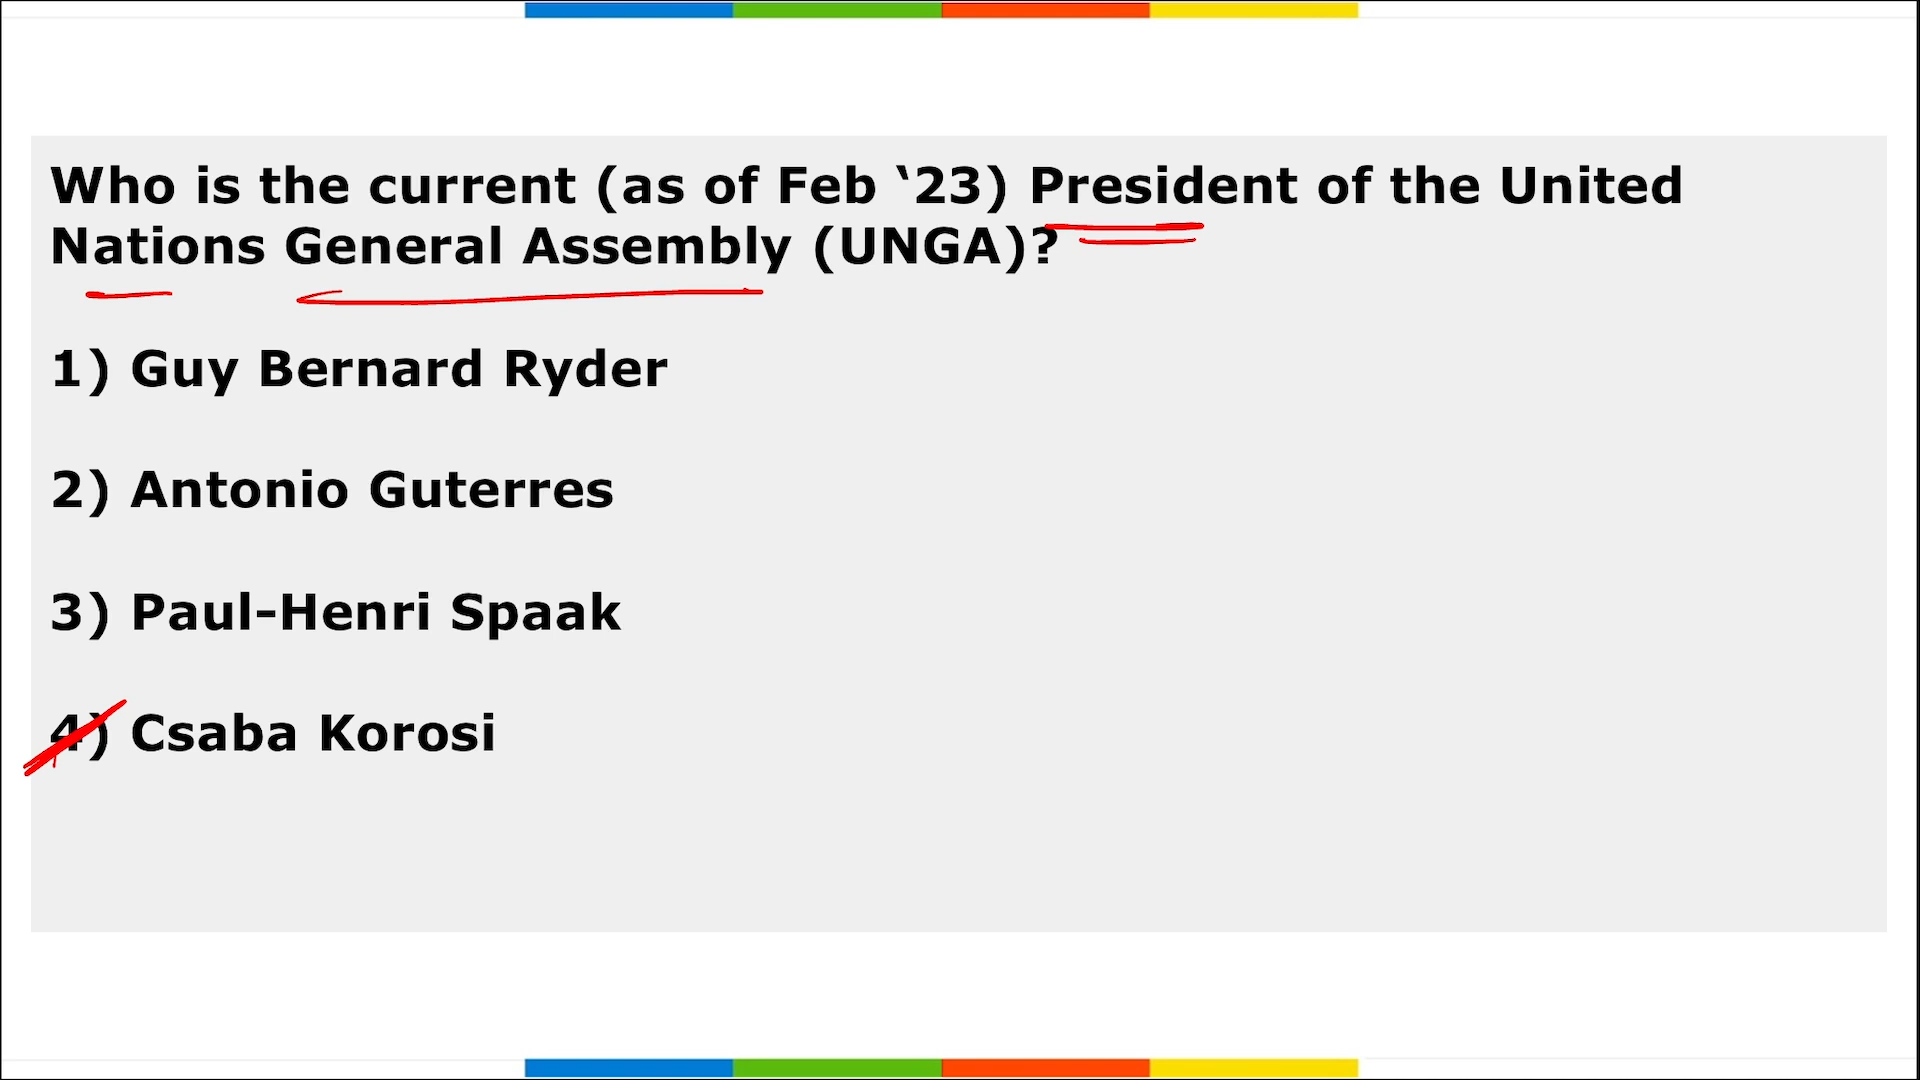 Who is the current (as of Feb ‘23) President of the United
Nations General Assembly (UNGA)?
1) Guy Bernard Ryder
2) Antonio Guterres
3) Paul-Henri Spaak
4) Csaba Korosi